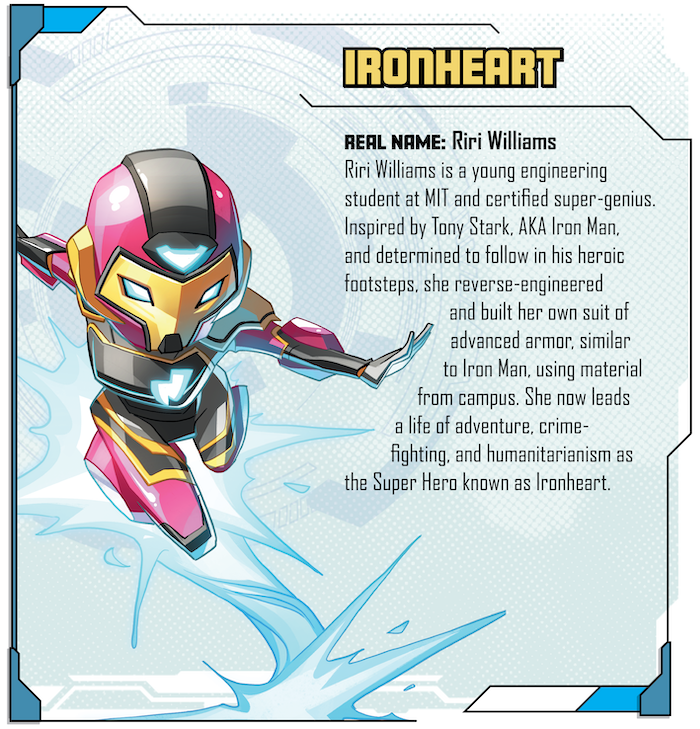 IRONHEART
REAL NAME: Riri Williams
Riri Williams is a young engineering
student at MIT and certified super-genius.
Inspired by Tony Stark, AKA Iron Man,
and determined to follow in his heroic
footsteps, she reverse-engineered
and built her own suit of
advanced armor, similar
to Iron Man, using material
from campus. She now leads
a life of adventure, crime-
fighting, and humanitarianism as
the Super Hero known as Ironheart.